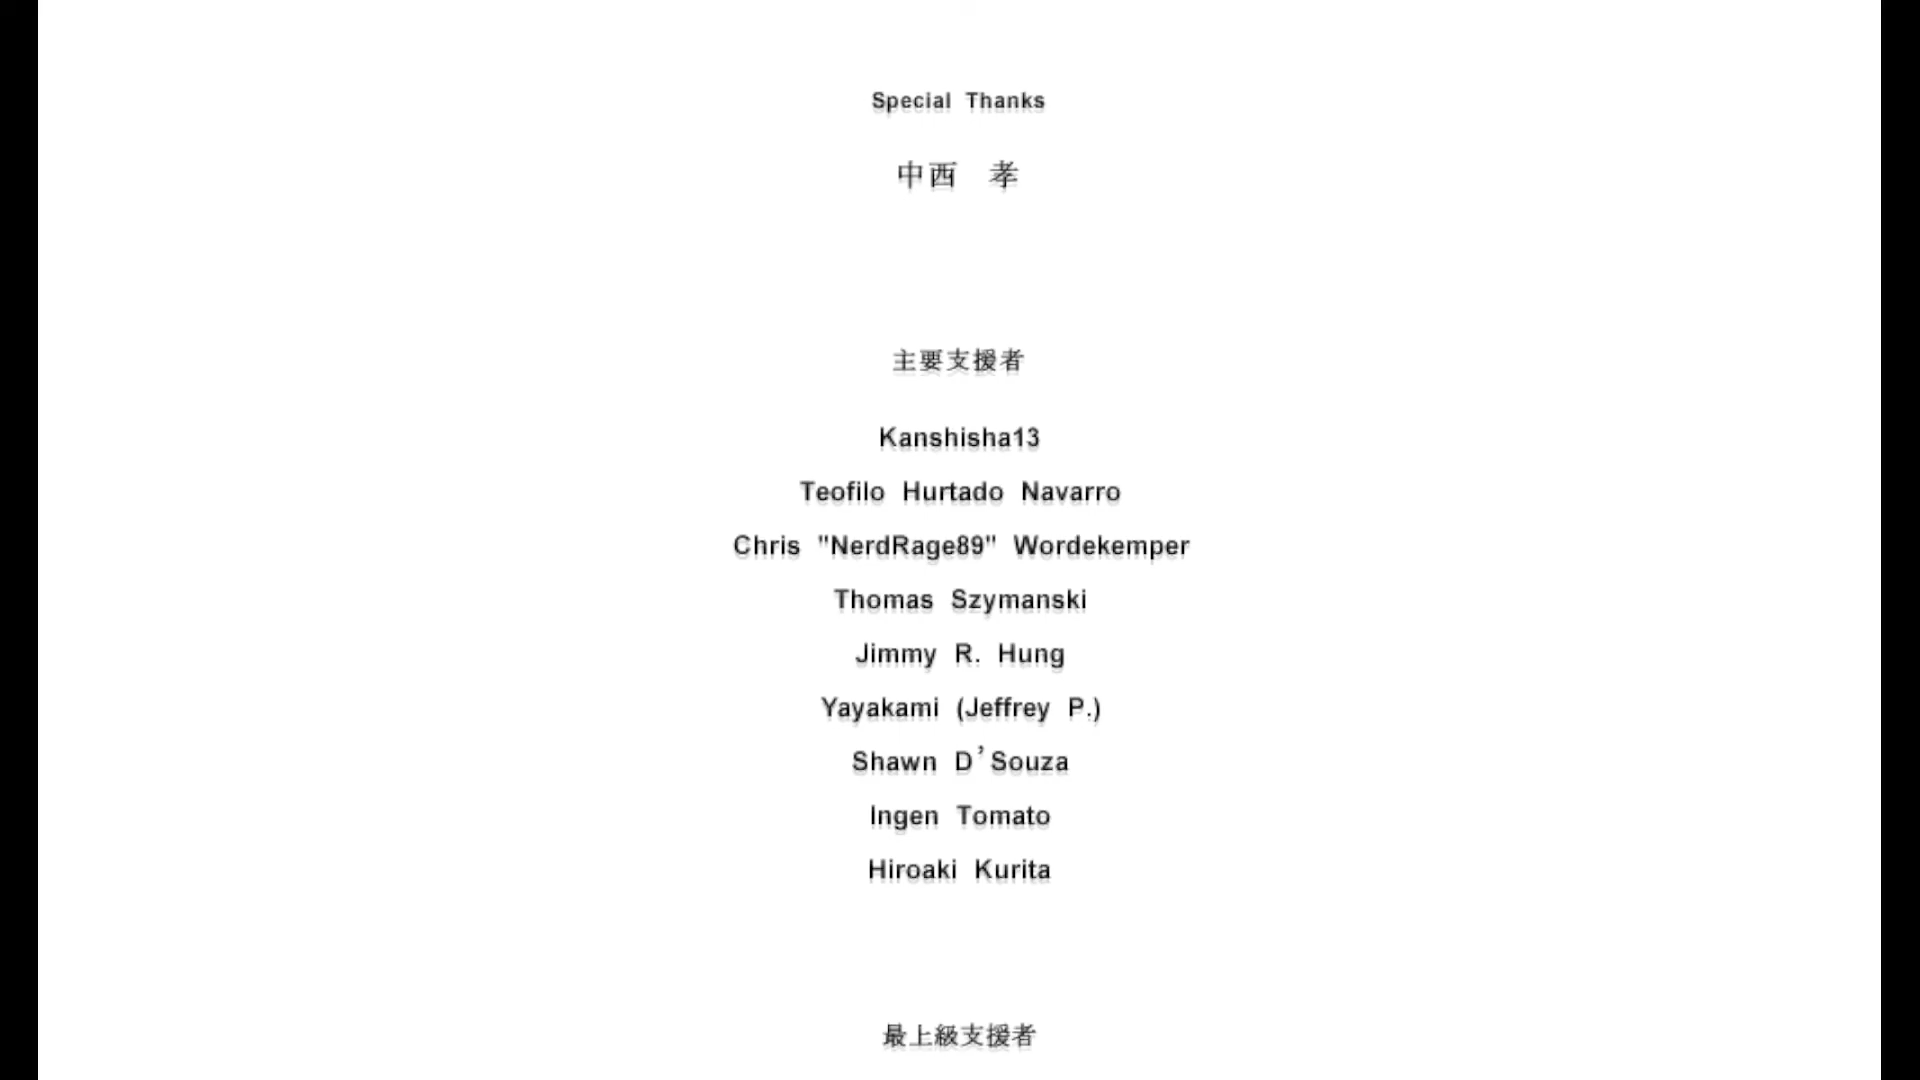 Special Thanks
中西　孝
主要支援者
Kanshisha13
Teofilo Hurtado Navarro
Chris "NerdRage89" Wordekemper
Thomas Szymanski
Jimmy R. Hung
Yayakami (Jeffrey P.)
Shawn D’Souza
Ingen Tomato
Hiroaki Kurita
最上級支援者